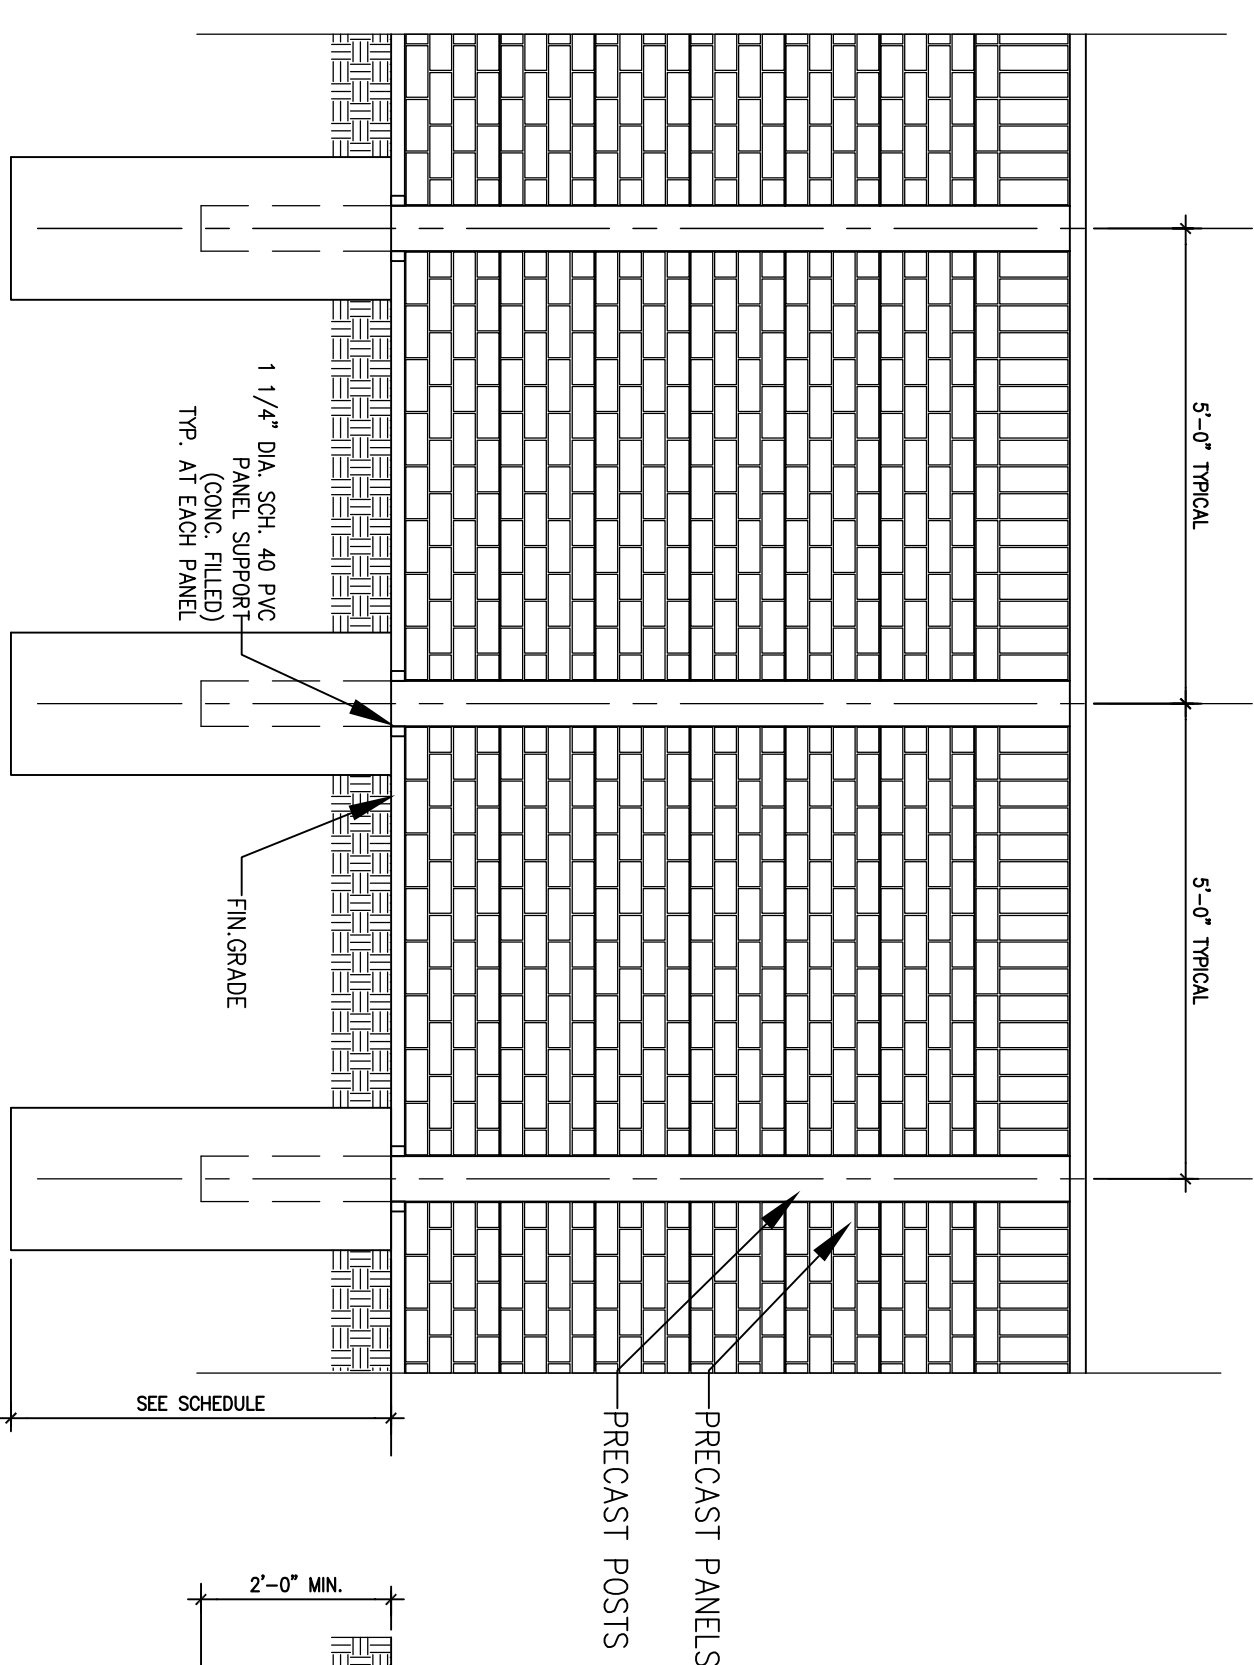 5'-0" TYPICAL
5'-0" TYPICAL
1 1/4" DIA. SCH. 40 PVC
PANEL SUPPORT
(CONC. FILLED)
TYP. AT EACH PANEL
FIN.GRADE
PRECAST PANELS
PRECAST POSTS
SEE SCHEDULE
2'-0" MIN.